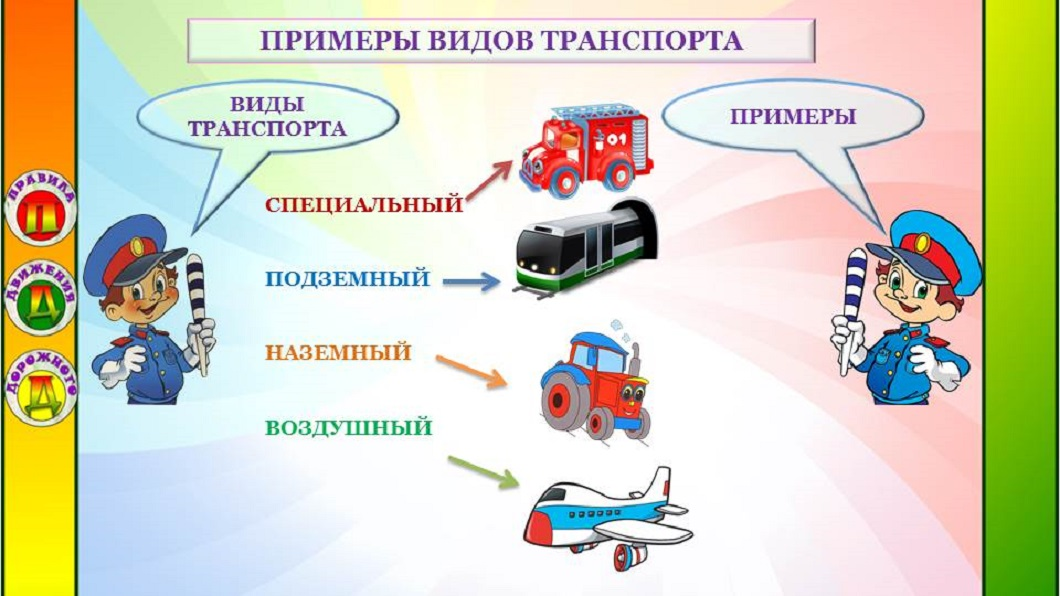 ПРИМЕРЫ ВИДОВ ТРАНСПОРТА
ВИДЫ
ТРАНСПОРТА
ПРИМЕРЫ
01
СПЕЦИАЛЬНЫЙ
ПОДЗЕМНЫЙ
НАЗЕМНЫЙ
ВОЗДУШНЫЙ
ПРАВИЛА
П
ДВИЖЕНИЯ
Д
ДОРОЖНОГО
Д